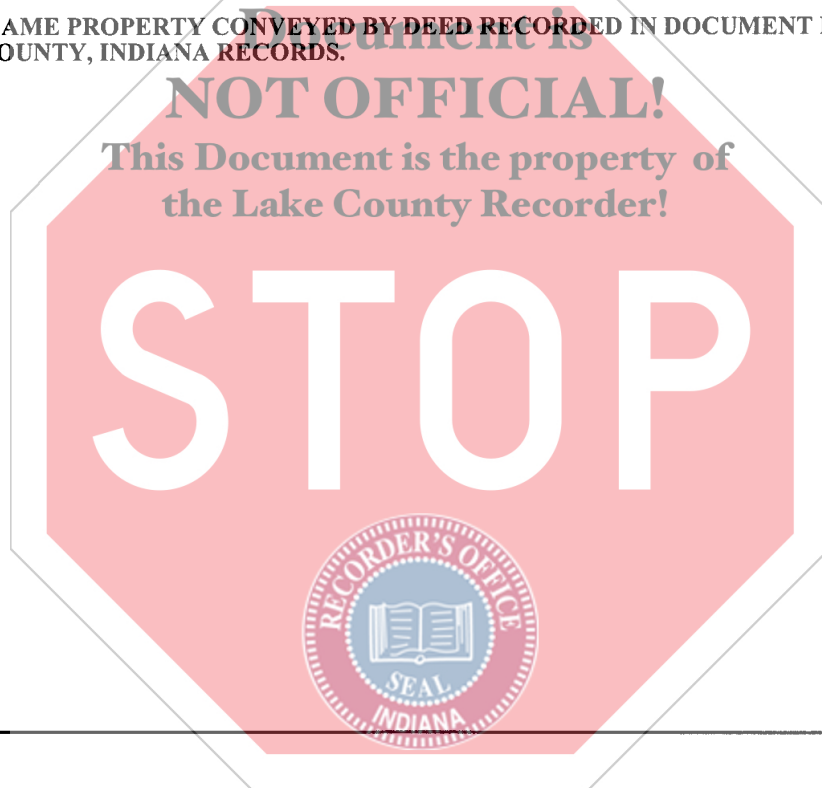 AME PROPERTY CONVEYED BY DEED RECORDED IN DOCUMENT
OUNTY, INDIANA RECORDS.
Document is
NOT OFFICIAL!
This Document is the property of
the Lake County Recorder!
STOP
RECORDER'S OFFICE
SEAL
INDIANA